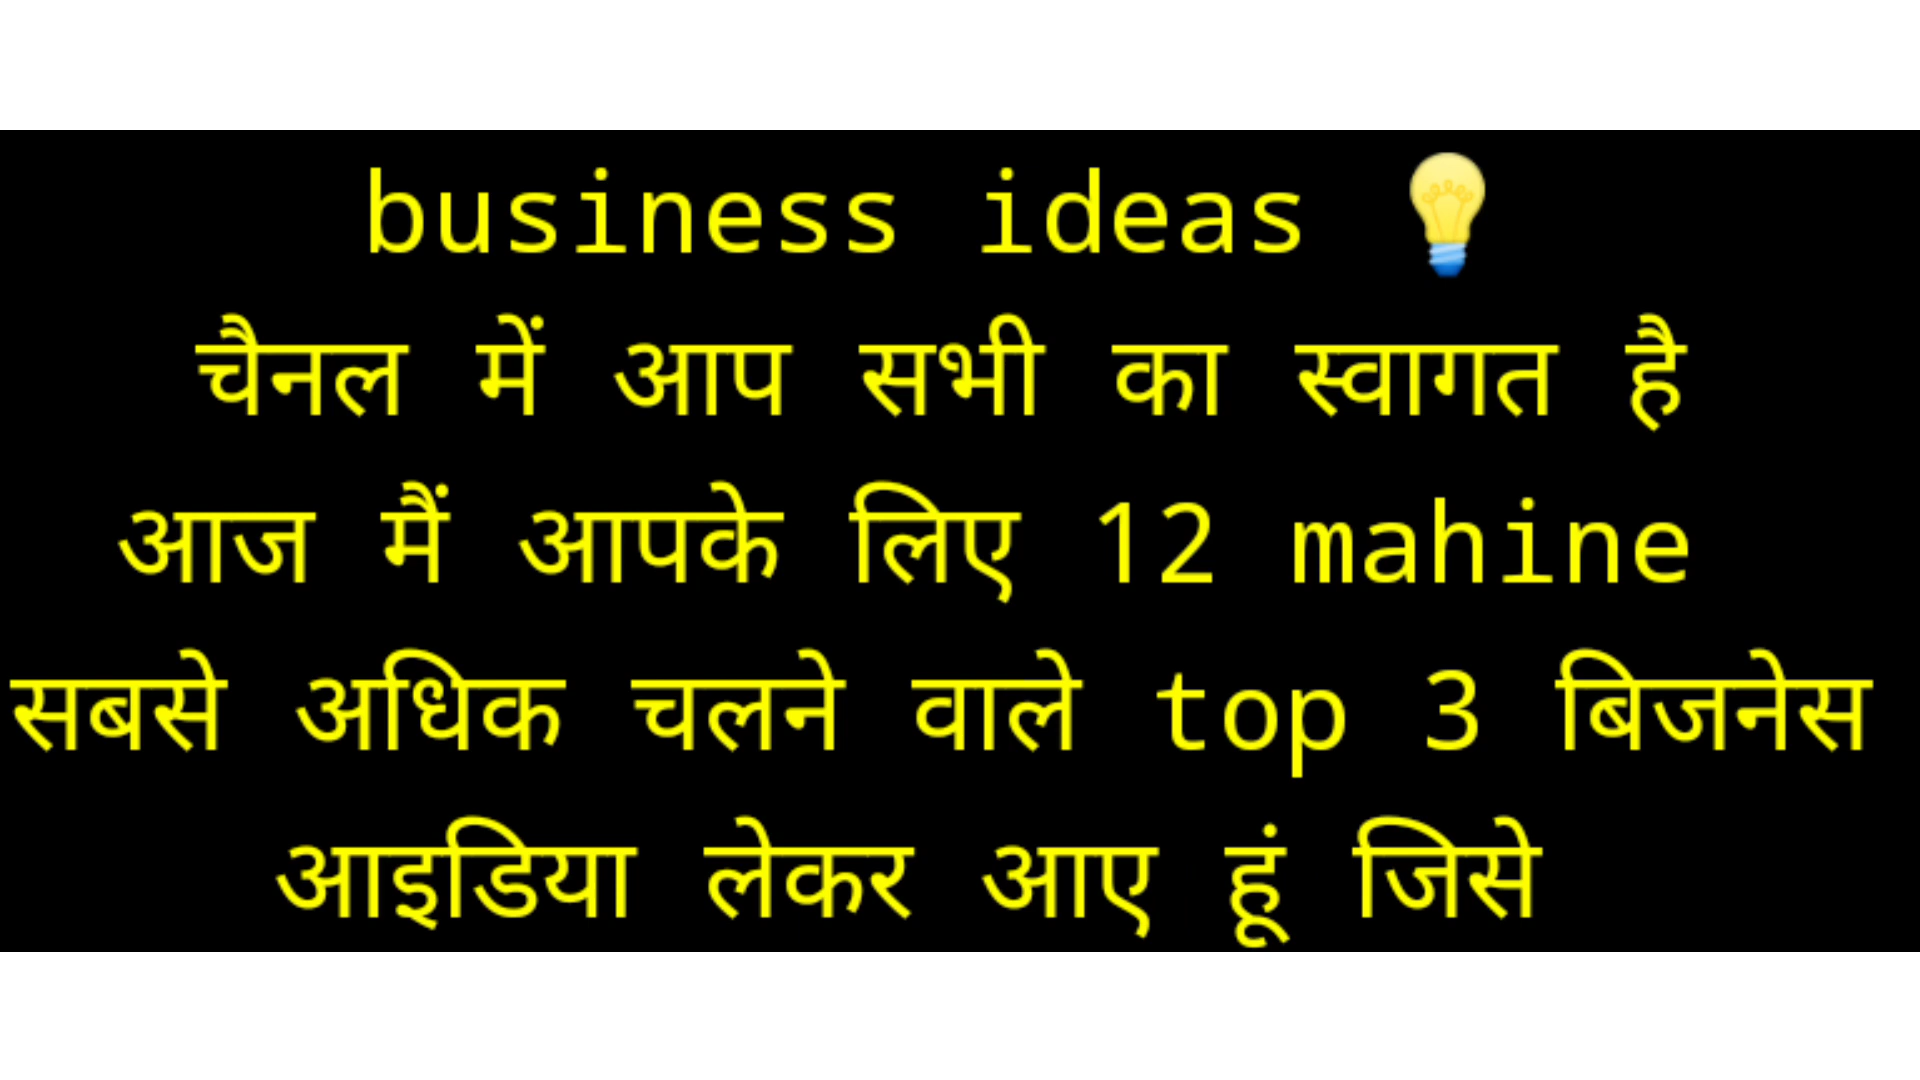 business ideas 💡
चैनल में आप सभी का स्वागत है
आज मैं आपके लिए 12 mahine
सबसे अधिक चलने वाले top 3 बिजनेस
आइडिया लेकर आए हूं जिसे